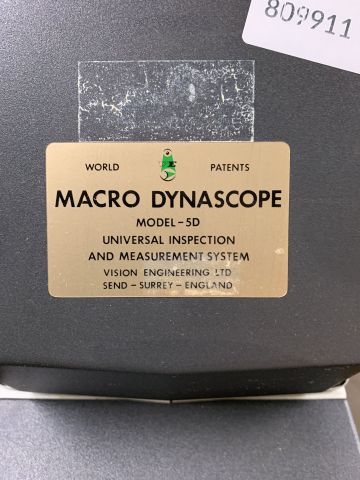 809911
WORLD PATENTS
MACRO DYNASCOPE
MODEL-5D
UNIVERSAL INSPECTION
AND MEASUREMENT SYSTEM
VISION ENGINEERING LTD
SEND - SURREY - ENGLAND